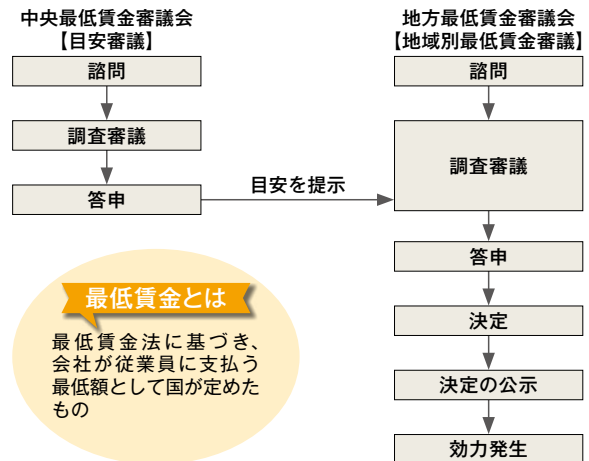 中央最低賃金審議会
【目安審議】
諮問
調査審議
答申
目安を提示
地方最低賃金審議会
【地域別最低賃金審議】
諮問
調査審議
答申
決定
決定の公示
効力発生
最低賃金とは
最低賃金法に基づき、
会社が従業員に支払う
最低額として国が定めた
もの